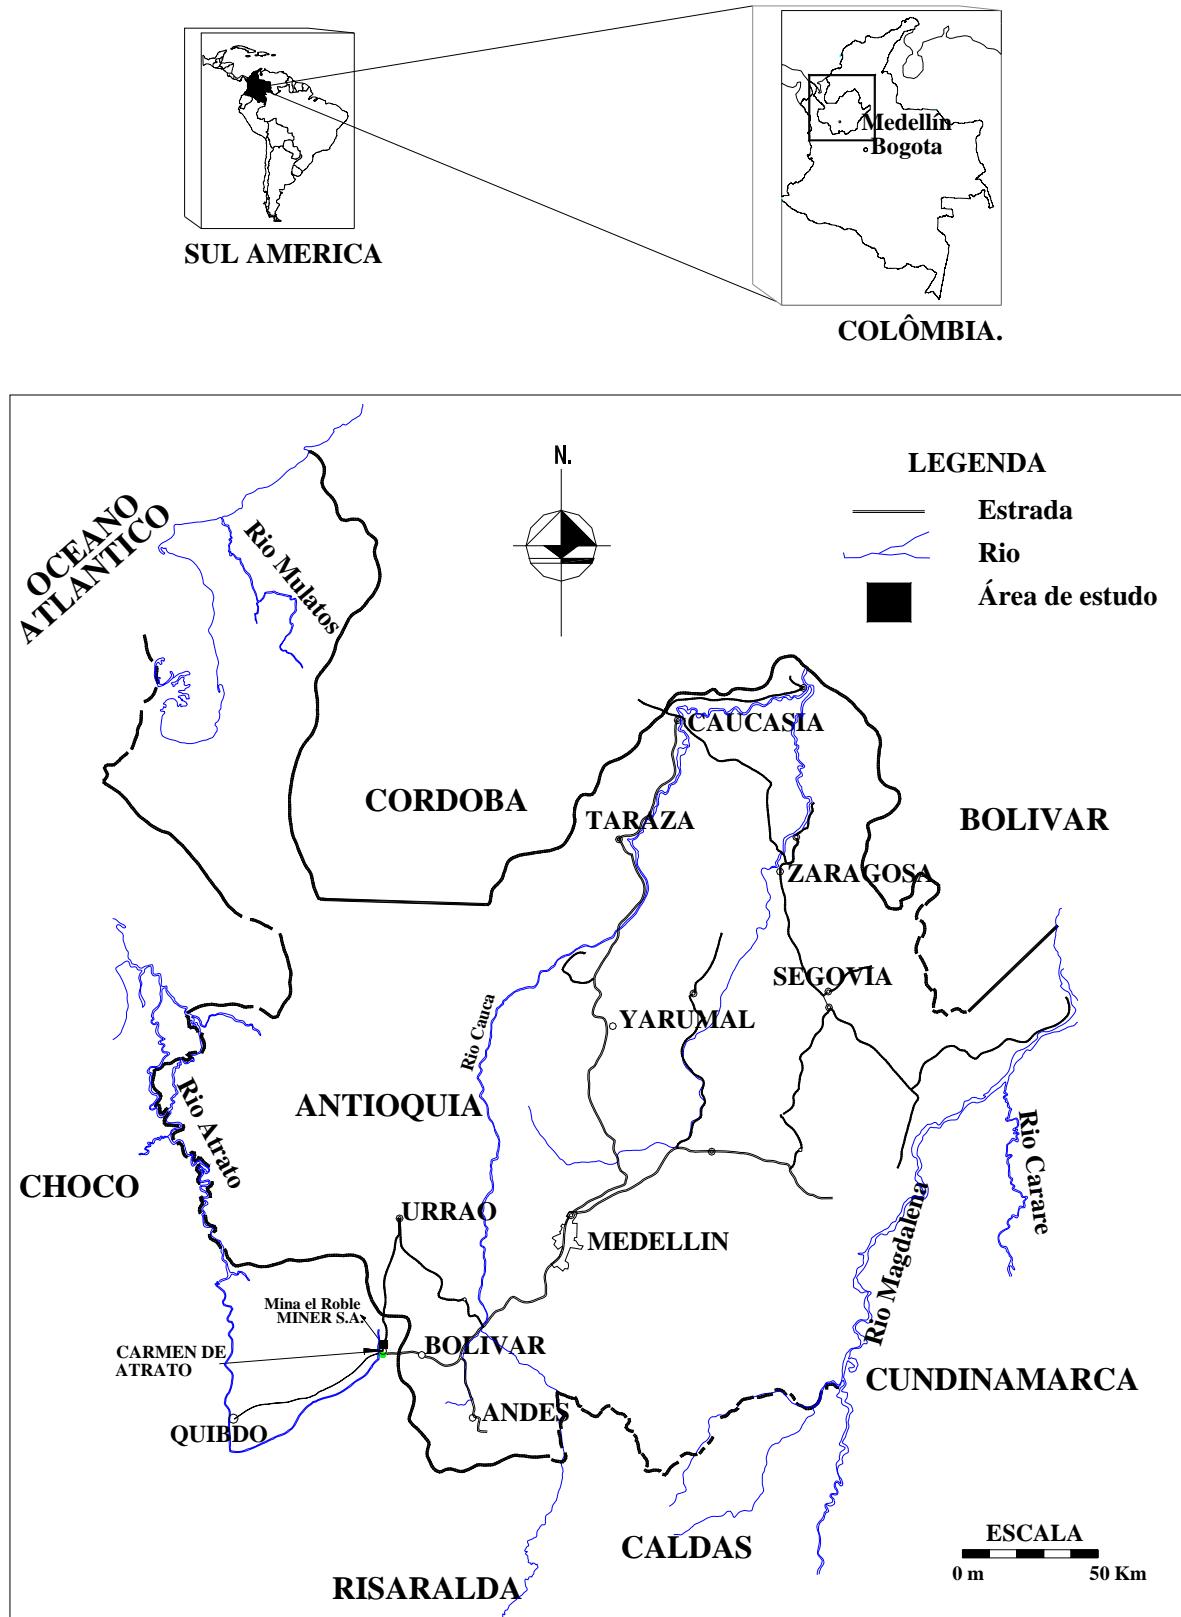 Medellín
Bogota
SUL AMERICA
COLÔMBIA.
N.
LEGENDA
Estrada
Rio
Área de estudo
OCEANO
ATLANTICO
Rio Mulatos
CAUCASIA
CORDOBA
TARAZA
BOLIVAR
ZARAGOSA
SEGOVIA
YARUMAL
Rio Cauca
ANTIOQUIA
Rio Atrato
Rio Carare
CHOCO
URRAO
MEDELLIN
Rio Magdalena
Mina el Roble
MINER S.A.
CARMEN DE
ATRATO
BOLIVAR
CUNDINAMARCA
ANDES
QUIBDO
CALDAS
RISARALDA
ESCALA
0 m 50 Km